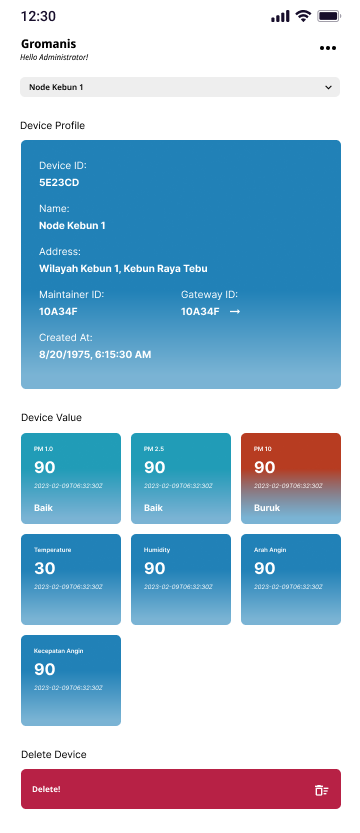 12:30
Gromanis
Hello Administrator!
Node Kebun 1
Device Profile
Device ID:
5E23CD
Name:
Node Kebun 1
Address:
Wilayah Kebun 1, Kebun Raya Tebu
Maintainer ID: Gateway ID:
10A34F 10A34F →
Created At:
8/20/1975, 6:15:30 AM
Device Value
PM 1.0 PM 2.5 PM 10
90 90 90
2023-02-09T06:32:30Z 2023-02-09T06:32:30Z 2023-02-09T06:32:30Z
Baik Baik Buruk
Temperature Humidity Arah Angin
30 90 90
2023-02-09T06:32:30Z 2023-02-09T06:32:30Z 2023-02-09T06:32:30Z
Kecepatan Angin
90
2023-02-09T06:32:30Z
Delete Device
Delete!